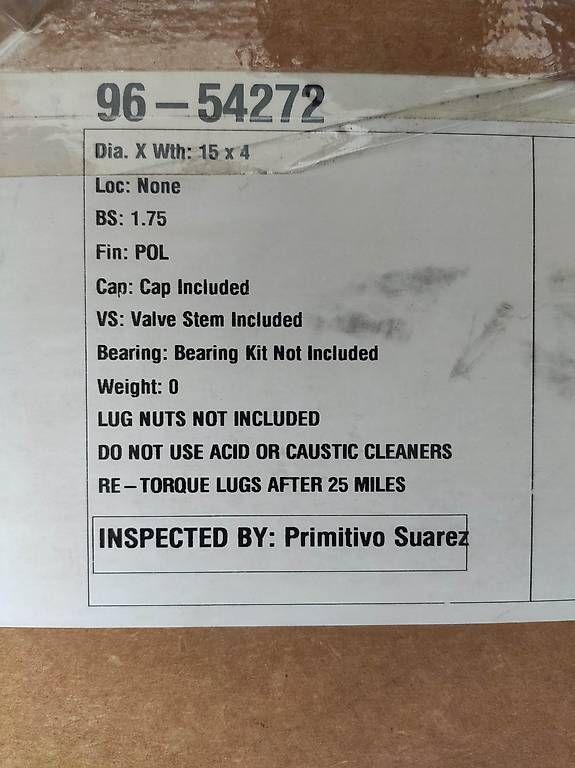 96-54272
Dia. X Wth: 15 x 4
Loc: None
BS: 1.75
Fin: POL
Cap: Cap Included
VS: Valve Stem Included
Bearing: Bearing Kit Not Included
Weight: 0
LUG NUTS NOT INCLUDED
DO NOT USE ACID OR CAUSTIC CLEANERS
RE-TORQUE LUGS AFTER 25 MILES
INSPECTED BY: Primitivo Suarez